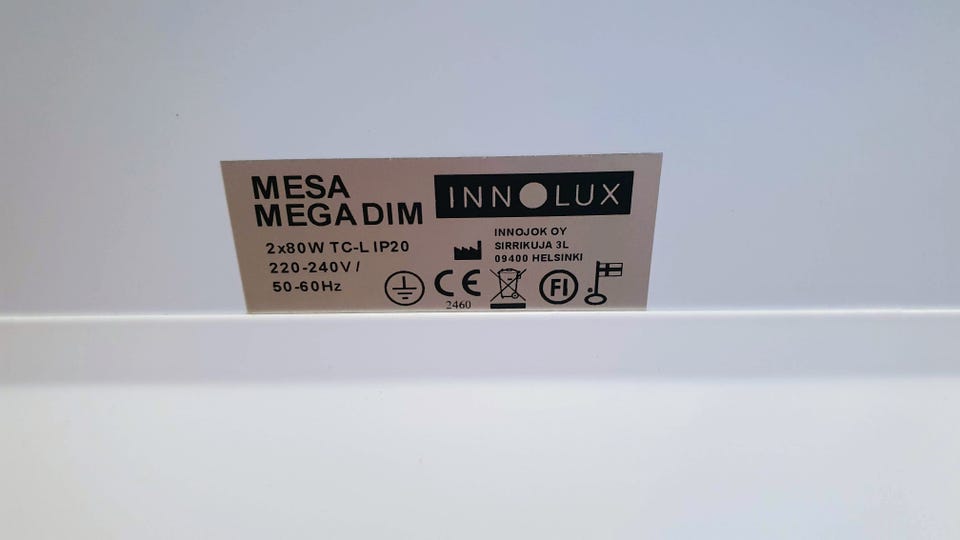 MESA
MEGA DIM
2x80W TC-L IP20
220-240V /
50-60Hz
INNOLUX
INNOJOK OY
SIRRIKUJA 3L
09400 HELSINKI
CE
2460
FI